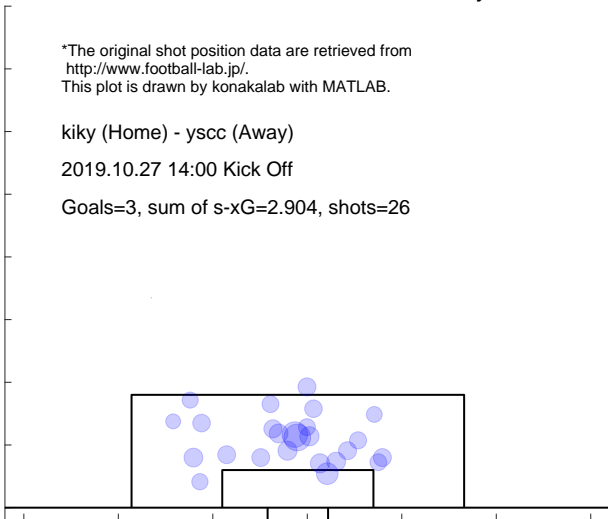 *The original shot position data are retrieved from
http://www.football-lab.jp/.
This plot is drawn by konakalab with MATLAB.
kiky (Home) - yscc (Away)
2019.10.27 14:00 Kick Off
Goals=3, sum of s-xG=2.904, shots=26